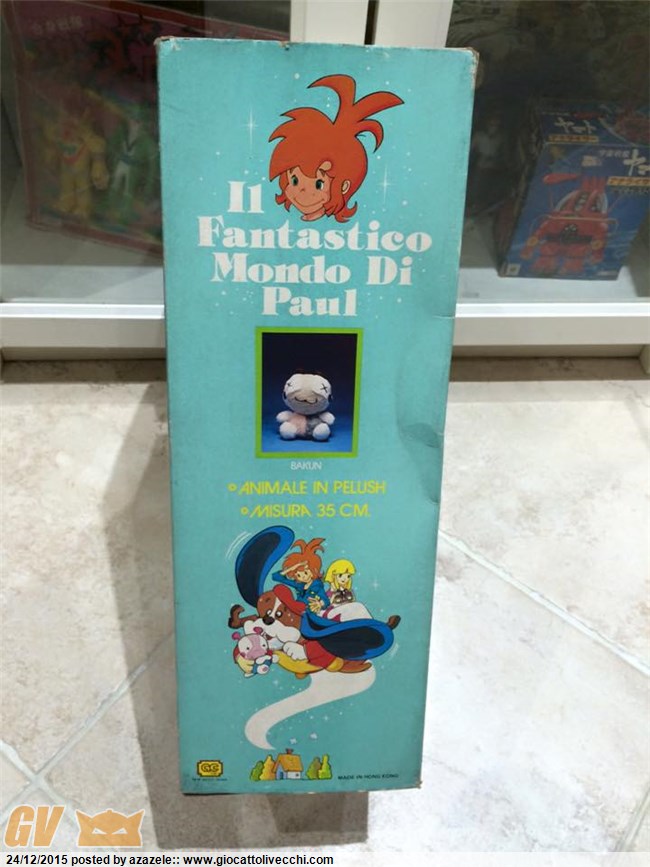 Il
Fantastico
Mondo Di
Paul
BAKUN
ANIMALE IN PELUSH
MISURA 35 CM.
MADE IN HONG KONG
GV
24/12/2015 posted by azazele:: www.giocattolivecchi.com